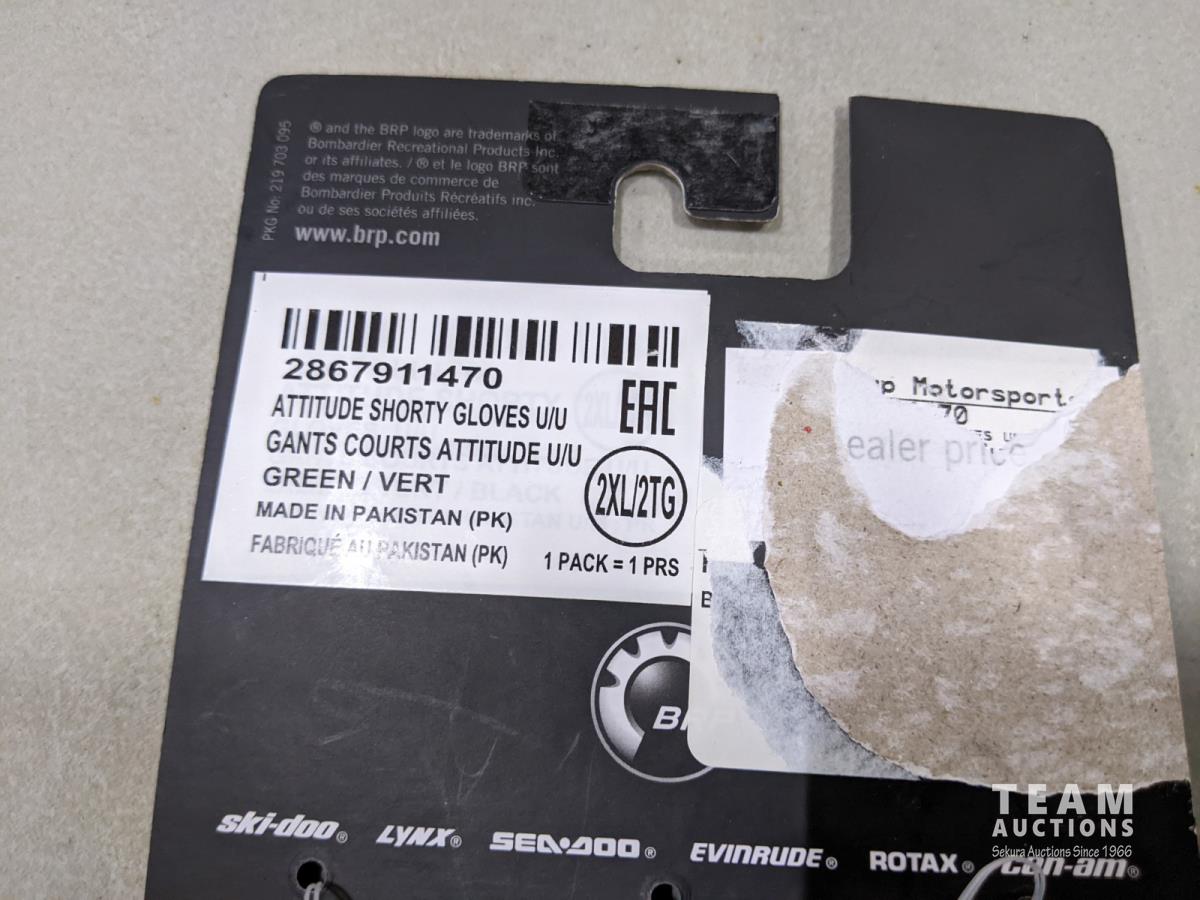 PKG No: 219 703 095
® and the BRP logo are trademarks of
Bombardier Recreational Products Inc.
or its affiliates. / ® et le logo BRP sont
des marques de commerce de
Bombardier Produits Récréatifs inc.
ou de ses sociétés affiliées.
www.brp.com
2867911470
ATTITUDE SHORTY GLOVES U/U
EAC
GANTS COURTS ATTITUDE U/U
GREEN / VERT
2XL/2TG
MADE IN PAKISTAN (PK)
FABRIQUÉ AU PAKISTAN (PK)
1 PACK = 1 PRS
Motorsport
70
price
BRP
ski-doo®
LYNX®
SEA-DOO®
EVINRUDE®
ROTAX®
can-am®
TEAM
AUCTIONS
Sekura Auctions Since 1966